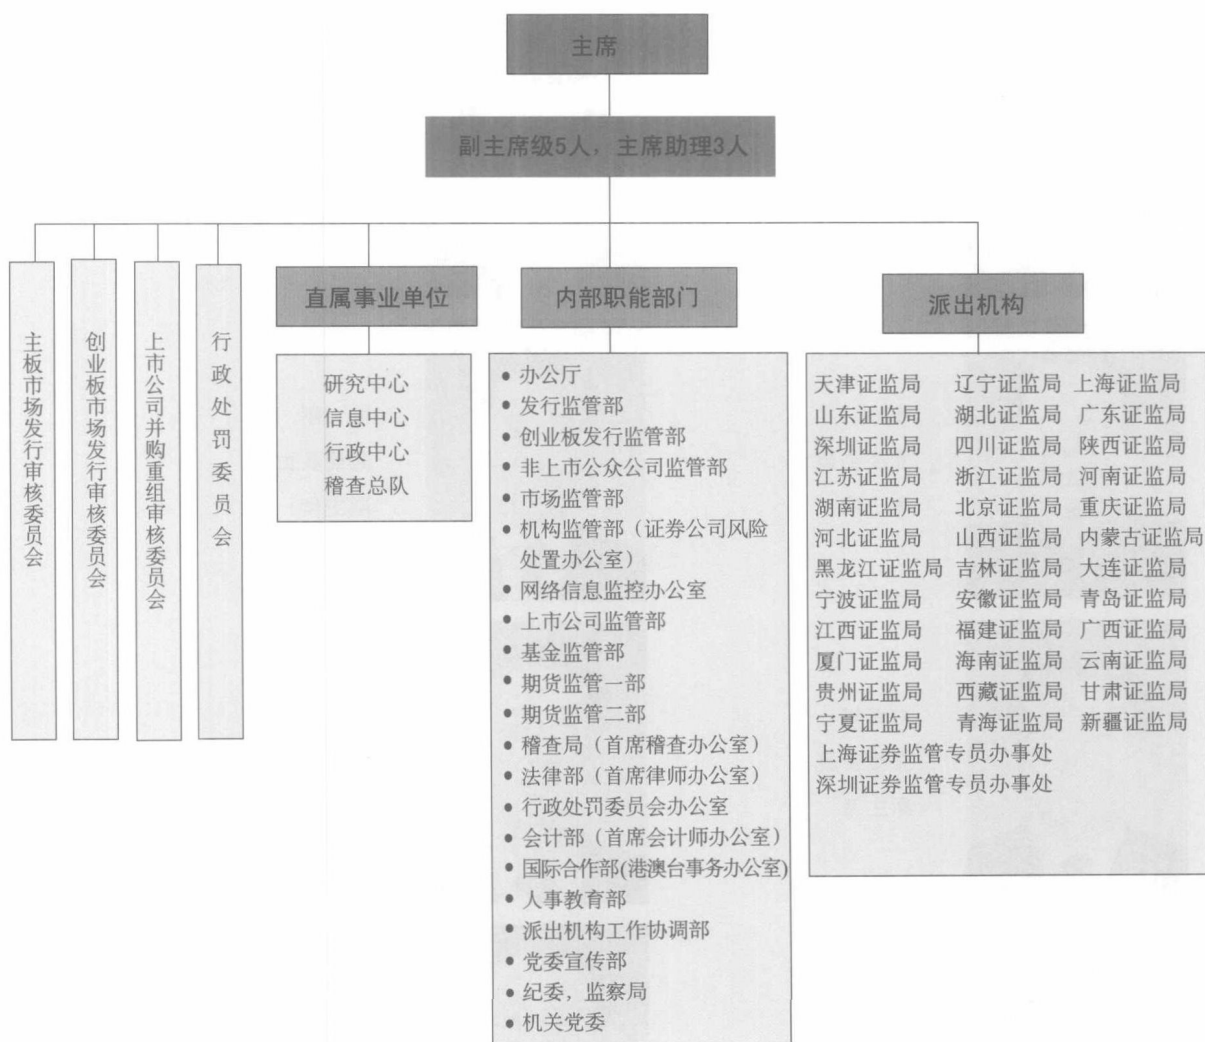 主席
副主席级5人，主席助理3人
主板市场发行审核委员会
创业板市场发行审核委员会
上市公司并购重组审核委员会
行政处罚委员会
直属事业单位
研究中心
信息中心
行政中心
稽查总队
内部职能部门
• 办公厅
• 发行监管部
• 创业板发行监管部
• 非上市公众公司监管部
• 市场监管部
• 机构监管部（证券公司风险
处置办公室）
• 网络信息监控办公室
• 上市公司监管部
• 基金监管部
• 期货监管一部
• 期货监管二部
• 稽查局（首席稽查办公室）
• 法律部（首席律师办公室）
• 行政处罚委员会办公室
• 会计部（首席会计师办公室）
• 国际合作部(港澳台事务办公室)
• 人事教育部
• 派出机构工作协调部
• 党委宣传部
• 纪委，监察局
• 机关党委
派出机构
天津证监局 辽宁证监局 上海证监局
山东证监局 湖北证监局 广东证监局
深圳证监局 四川证监局 陕西证监局
江苏证监局 浙江证监局 河南证监局
湖南证监局 北京证监局 重庆证监局
河北证监局 山西证监局 内蒙古证监局
黑龙江证监局 吉林证监局 大连证监局
宁波证监局 安徽证监局 青岛证监局
江西证监局 福建证监局 广西证监局
厦门证监局 海南证监局 云南证监局
贵州证监局 西藏证监局 甘肃证监局
宁夏证监局 青海证监局 新疆证监局
上海证券监管专员办事处
深圳证券监管专员办事处